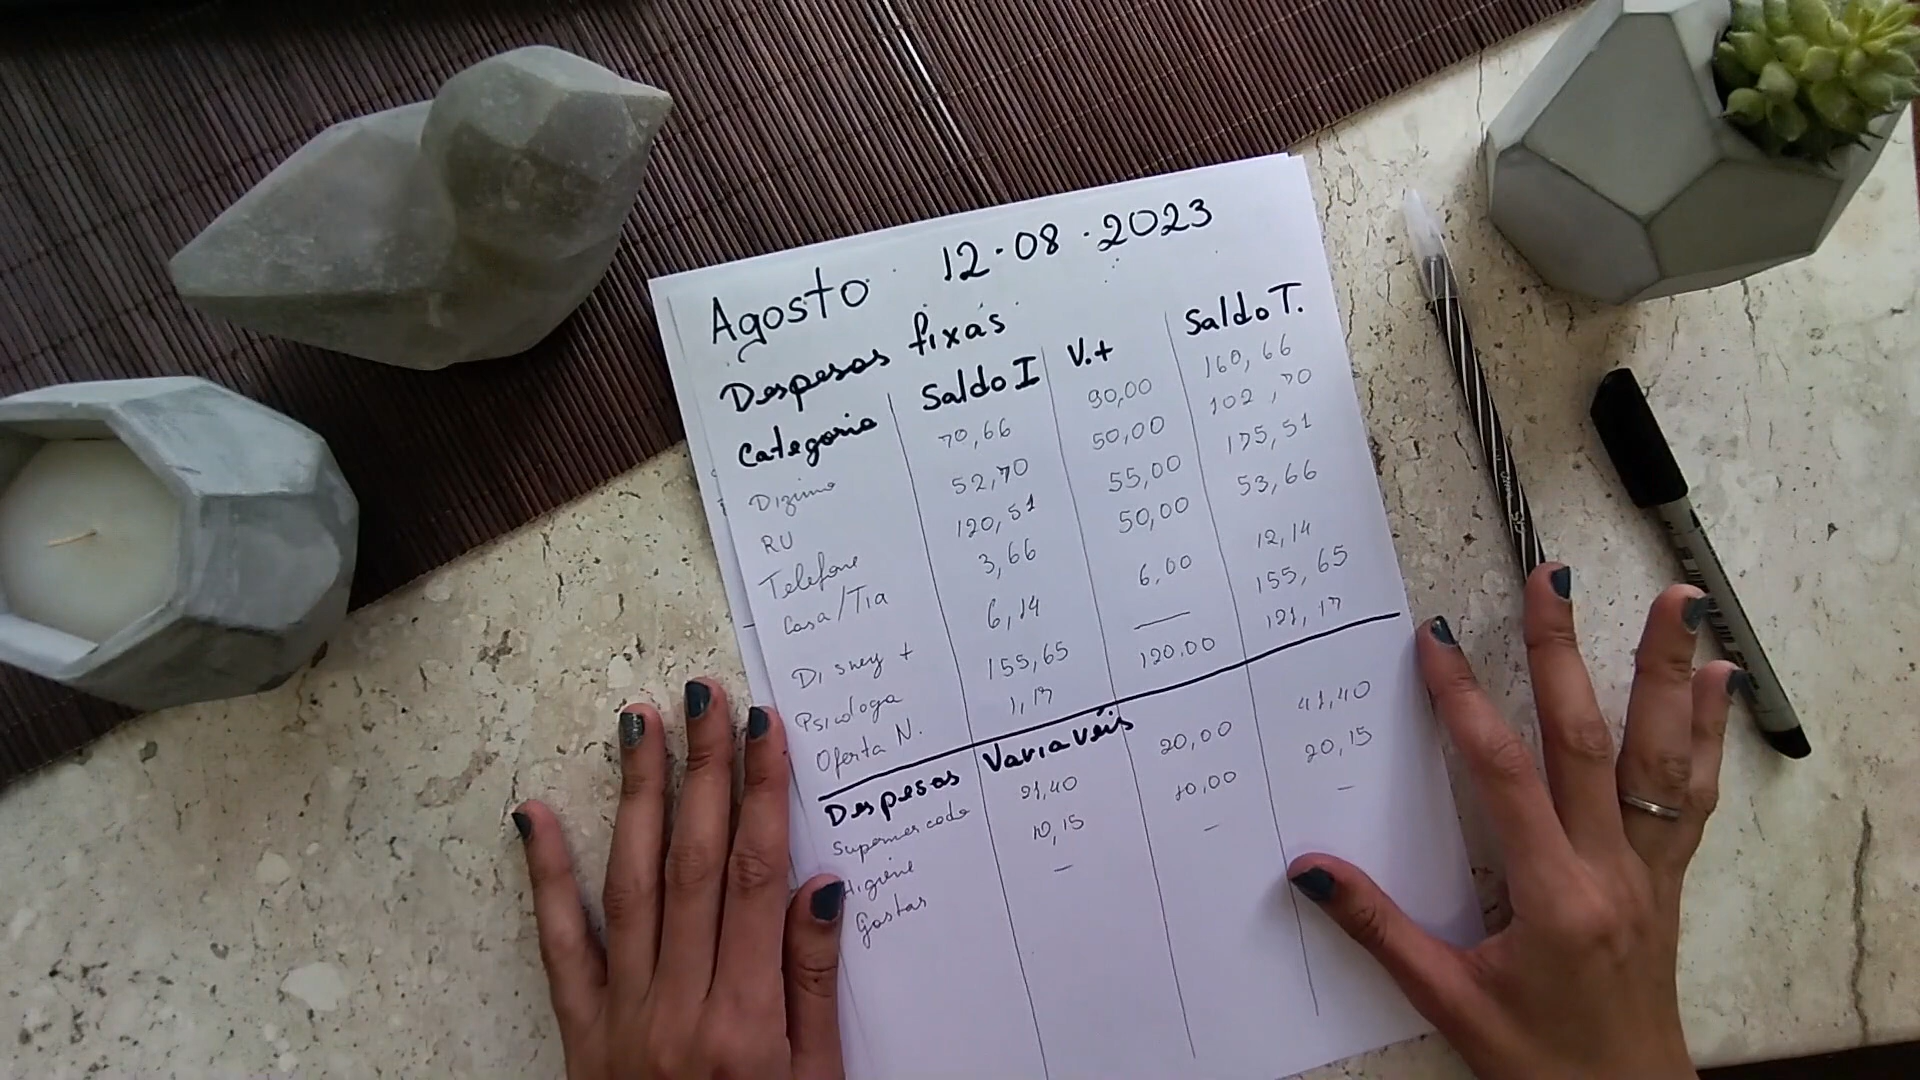 Agosto 12.08.2023
Despesas fixas
Categoria Saldo I V.+ Saldo T.
Dizimo 70,66 90,00 160,66
RU 52,70 50,00 102,70
Telefone 120,51 55,00 175,51
Casa/Tia 3,66 50,00 53,66
Disney + 6,14 6,00 12,14
Psicologa 155,65 — 155,65
Oferta N. 1,17 120.00 121,17
Despesas Variavéis
Supermercado 21,40 20,00 41,40
Higiene 10,15 10,00 20,15
Gastos — — —